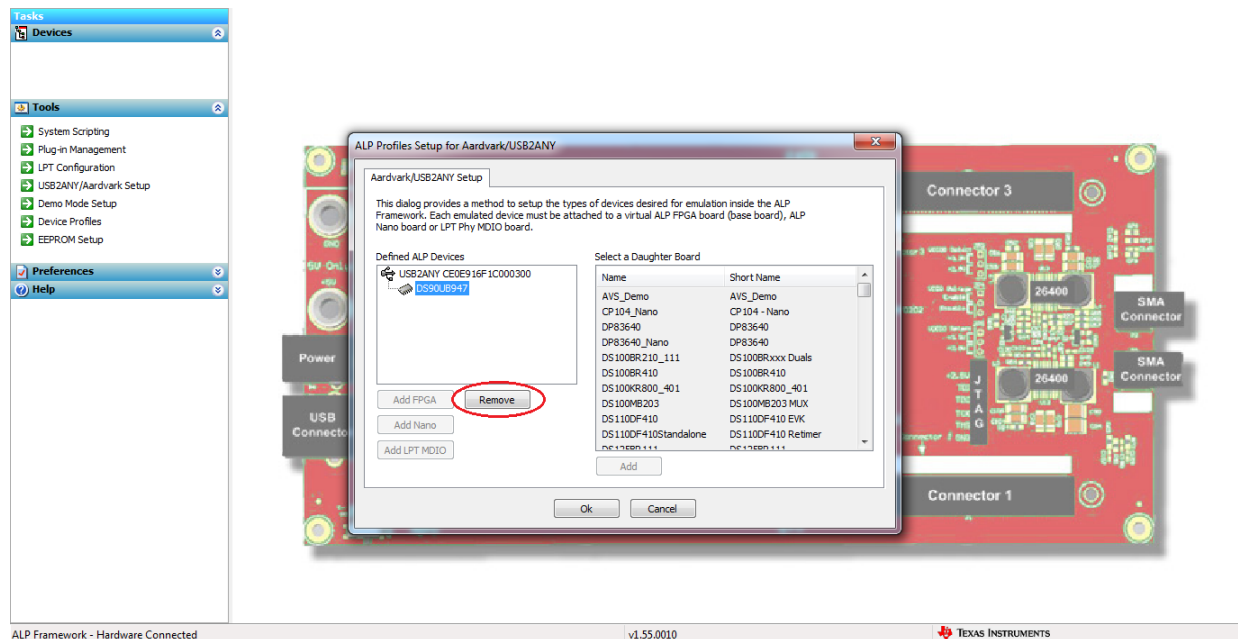 Tasks
Devices
Tools
System Scripting
Plug-in Management
LPT Configuration
USB2ANY/Aardvark Setup
Demo Mode Setup
Device Profiles
EEPROM Setup
Preferences
Help
ALP Profiles Setup for Aardvark/USB2ANY
Aardvark/USB2ANY Setup
This dialog provides a method to setup the types of devices desired for emulation inside the ALP
Framework. Each emulated device must be attached to a virtual ALP FPGA board (base board), ALP
Nano board or LPT Phy MDIO board.
Defined ALP Devices
USB2ANY CE0E916F1C000300
DS90UB947
Add FPGA
Remove
Add Nano
Add LPT MDIO
Select a Daughter Board
Name Short Name
AVS_Demo AVS_Demo
CP104_Nano CP104 - Nano
DP83640 DP83640
DP83640_Nano DP83640
DS100BR210_111 DS100BRxxx Duals
DS100BR410 DS100BR410
DS100KR800_401 DS100KR800_401
DS100MB203 DS100MB203 MUX
DS110DF410 DS110DF410 EVK
DS110DF410Standalone DS110DF410 Retimer
Add
Ok
Cancel
Connector 3
26400
SMA
Connector
SMA
Connector
26400
JTAG
Power
USB
Connecto
Connector 1
ALP Framework - Hardware Connected
v1.55.0010
TEXAS INSTRUMENTS